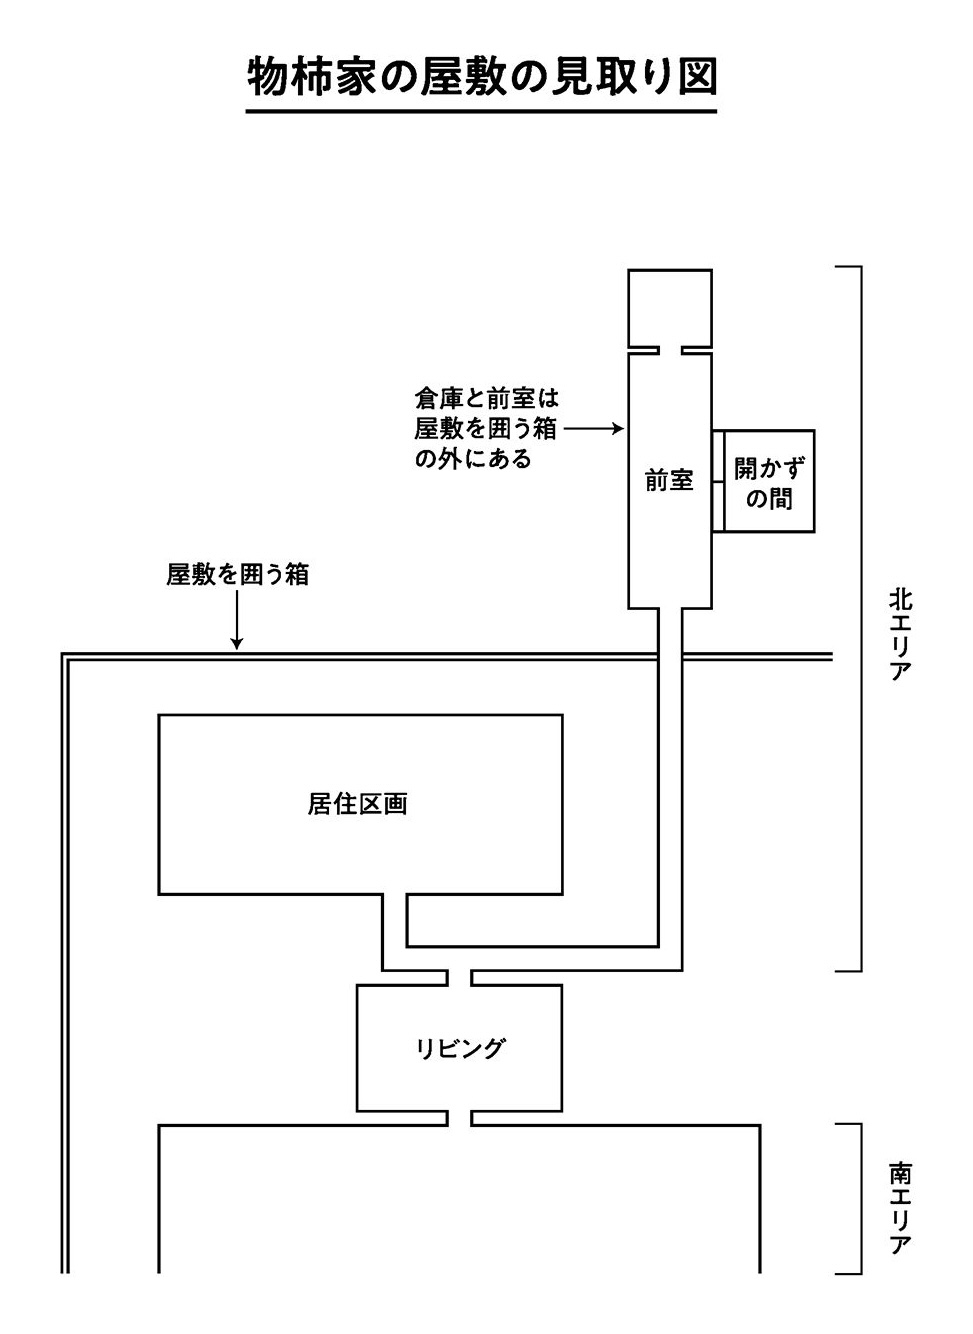 物柿家の屋敷の見取り図
倉庫と前室は
屋敷を囲う箱
の外にある
前室
開かず
の間
屋敷を囲う箱
北エリア
居住区画
リビング
南エリア